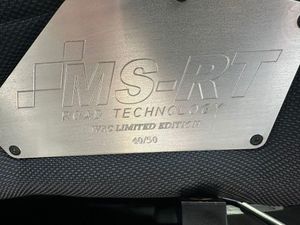 MS-RT
ROAD TECHNOLOGY
WRC LIMITED EDITION
40/50